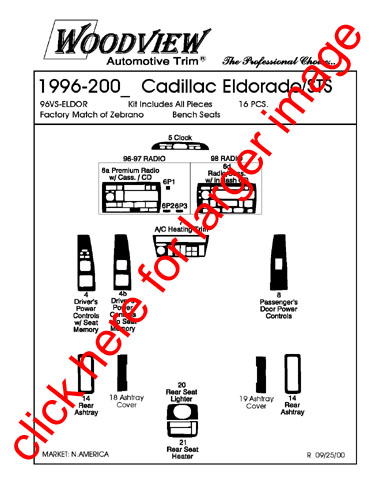 WOODVIEW
Automotive Trim®
The Professional Choice...
1996-200_ Cadillac Eldorado/STS
96VS-ELDOR Kit Includes All Pieces 16 PCS.
Factory Match of Zebrano Bench Seats
5 Clock
96-97 RADIO
98 RADIO
6a Premium Radio
w/ Cass. / CD
6P1
6P2 6P3
6d
Radio
w/ In
A/C Heating Trim
4
Driver's
Power
Controls
w/ Seat
Memory
4b
Driver's
Power
Controls
No Seat
Memory
8
Passenger's
Door Power
Controls
14
Rear
Ashtray
18 Ashtray
Cover
20
Rear Seat
Lighter
19 Ashtray
Cover
14
Rear
Ashtray
21
Rear Seat
Heater
MARKET: N.AMERICA
R 09/25/00
click here for larger image